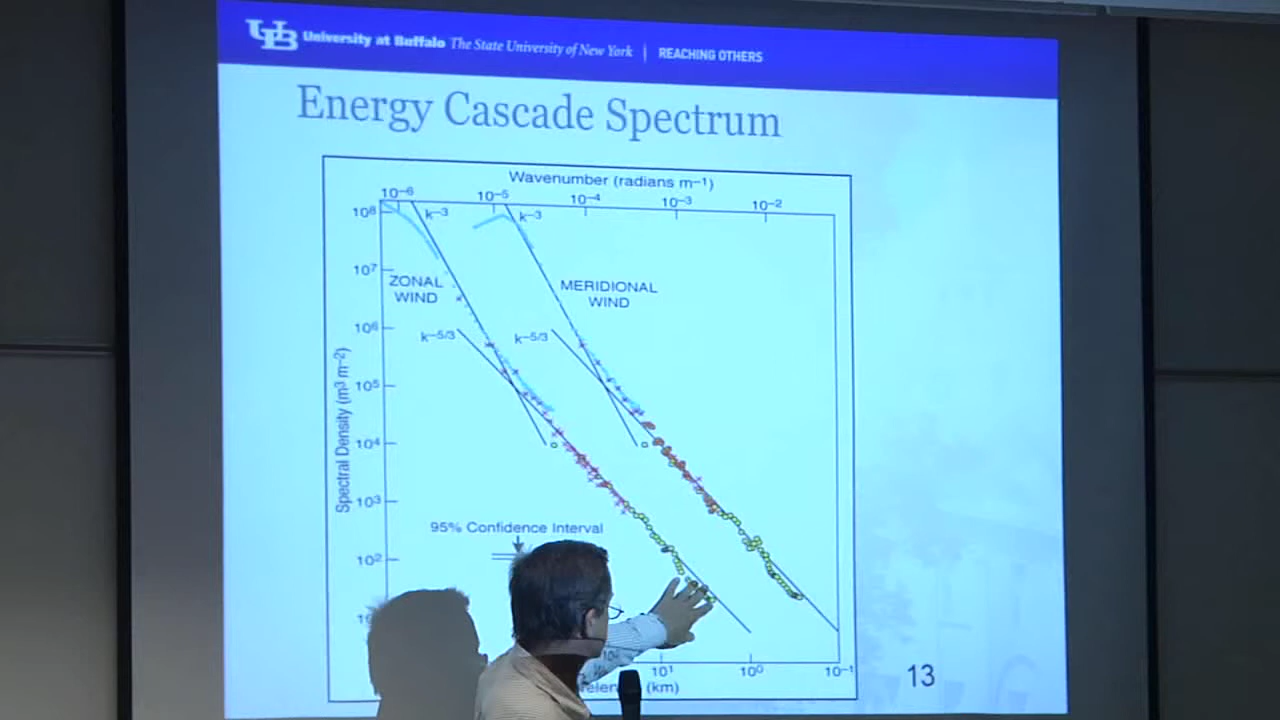 UB University at Buffalo The State University of New York | REACHING OTHERS
Energy Cascade Spectrum
Wavenumber (radians m–1)
10–6 10–5 10–4 10–3 10–2
108
k–3 k–3
107
ZONAL
WIND
MERIDIONAL
WIND
106
k–5/3 k–5/3
105
104
103
102
Spectral Density (m3 m–2)
95% Confidence Interval
101 100 10–1
(km)
13